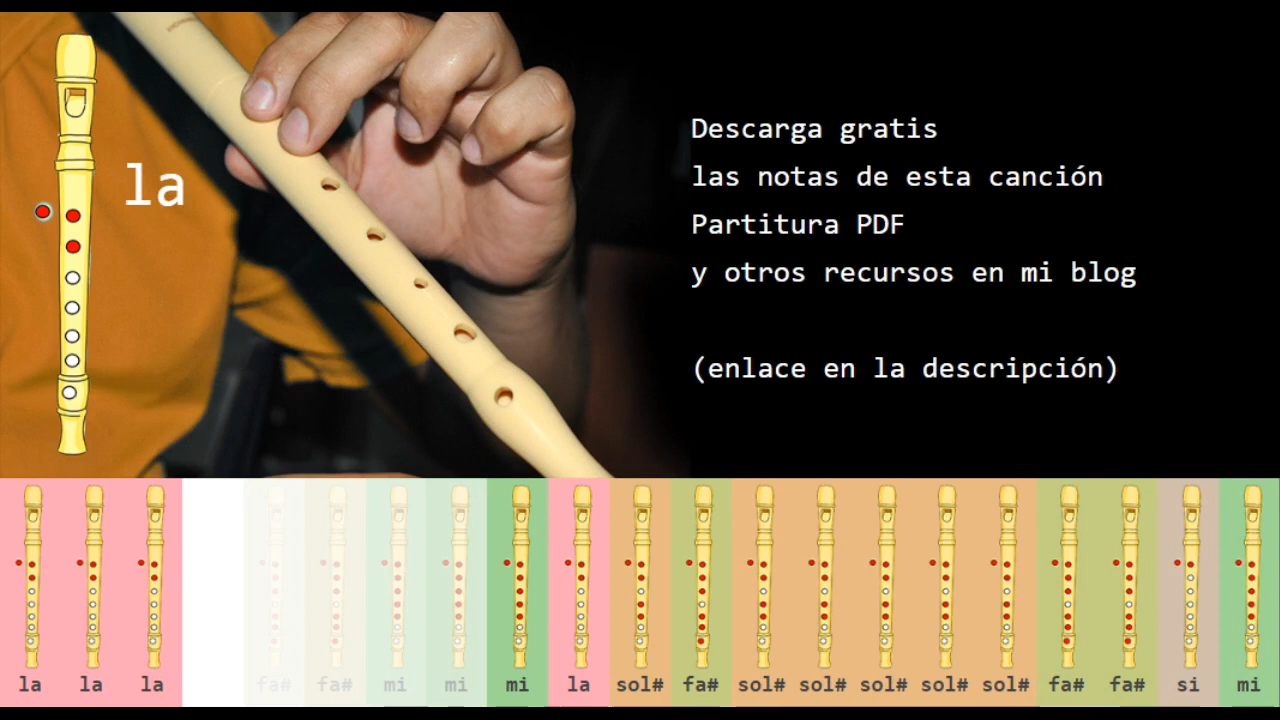 la
Descarga gratis
las notas de esta canción
Partitura PDF
y otros recursos en mi blog
(enlace en la descripción)
la la la fa# fa# mi mi mi la sol# fa# sol# sol# sol# sol# sol# fa# fa# si mi